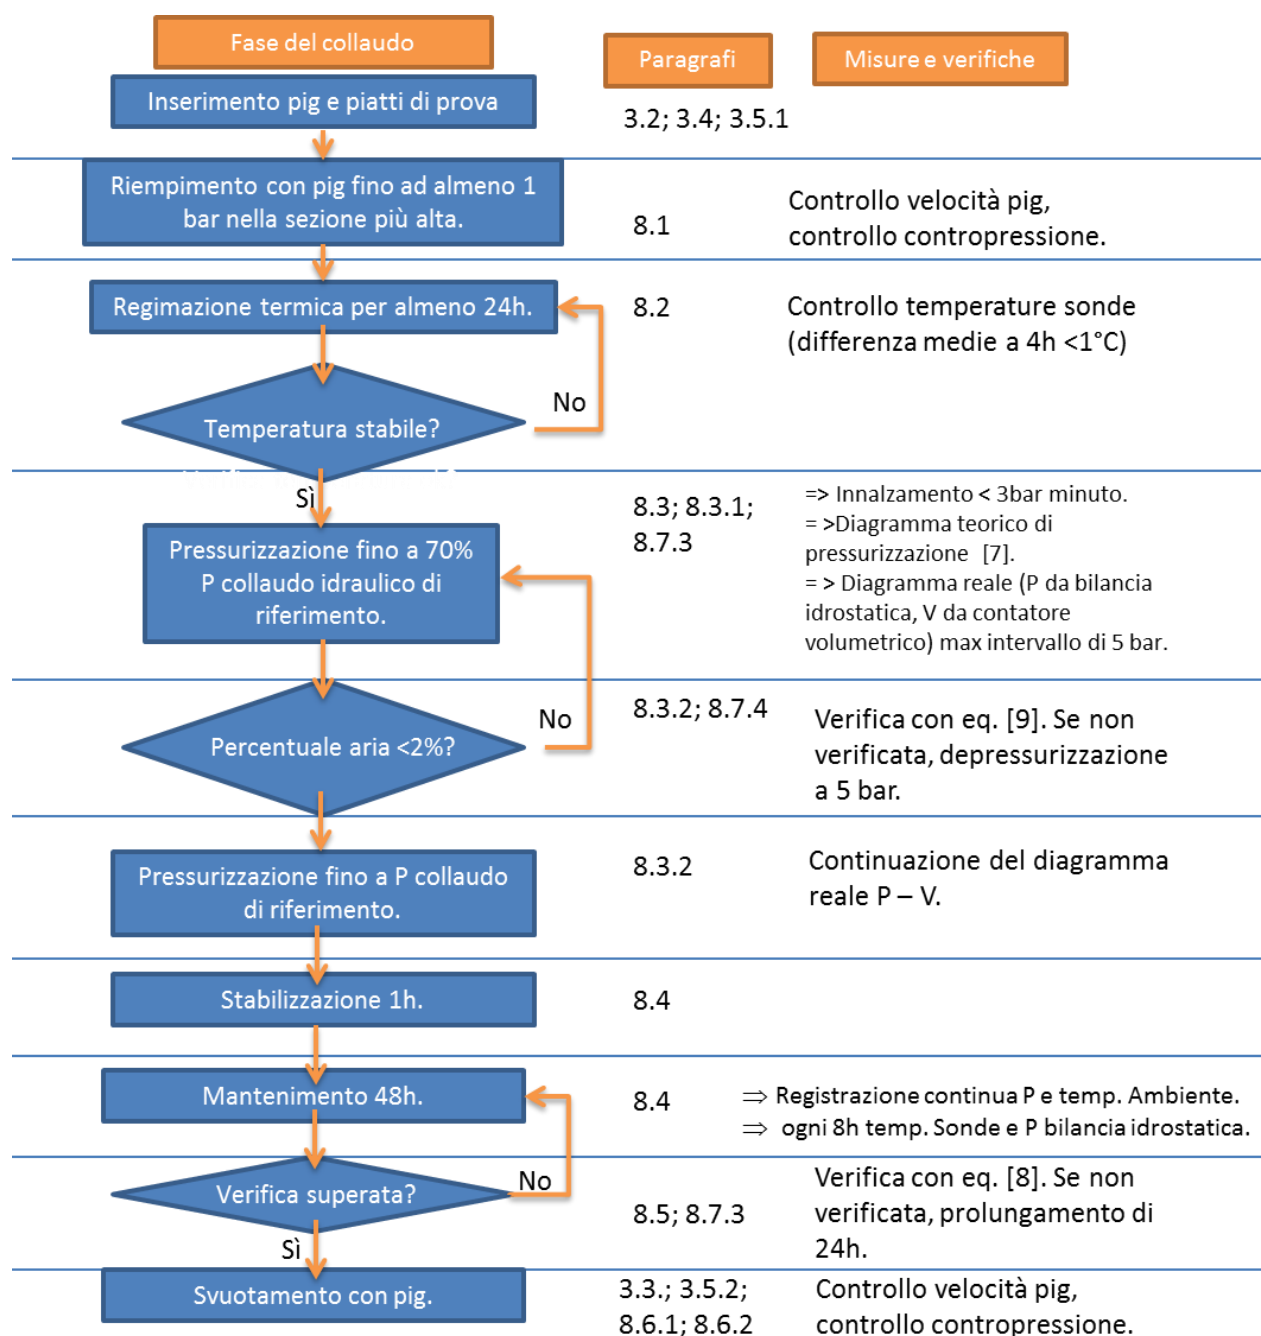 Fase del collaudo
Paragrafi
Misure e verifiche
Inserimento pig e piatti di prova
3.2; 3.4; 3.5.1
Riempimento con pig fino ad almeno 1
bar nella sezione più alta.
8.1
Controllo velocità pig,
controllo contropressione.
Regimazione termica per almeno 24h.
8.2
Controllo temperature sonde
(differenza medie a 4h <1°C)
Temperatura stabile?
No
Sì
Pressurizzazione fino a 70%
P collaudo idraulico di
riferimento.
8.3; 8.3.1;
8.7.3
=> Innalzamento < 3bar minuto.
= >Diagramma teorico di
pressurizzazione [7].
= > Diagramma reale (P da bilancia
idrostatica, V da contatore
volumetrico) max intervallo di 5 bar.
Percentuale aria <2%?
No
8.3.2; 8.7.4
Verifica con eq. [9]. Se non
verificata, depressurizzazione
a 5 bar.
Pressurizzazione fino a P collaudo
di riferimento.
8.3.2
Continuazione del diagramma
reale P – V.
Stabilizzazione 1h.
8.4
Mantenimento 48h.
8.4
⇒ Registrazione continua P e temp. Ambiente.
⇒ ogni 8h temp. Sonde e P bilancia idrostatica.
Verifica superata?
No
Sì
8.5; 8.7.3
Verifica con eq. [8]. Se non
verificata, prolungamento di
24h.
Svuotamento con pig.
3.3.; 3.5.2;
8.6.1; 8.6.2
Controllo velocità pig,
controllo contropressione.